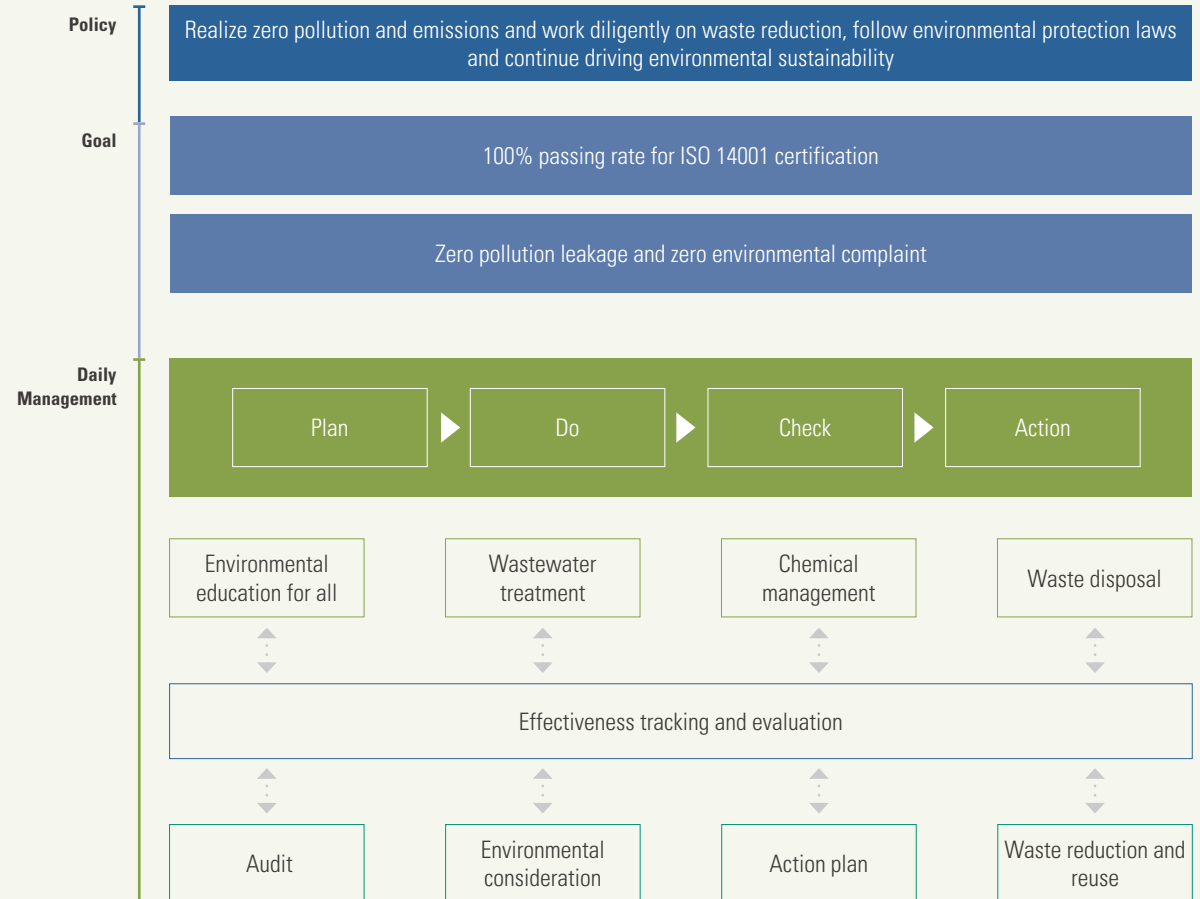 Policy
Realize zero pollution and emissions and work diligently on waste reduction, follow environmental protection laws
and continue driving environmental sustainability
Goal
100% passing rate for ISO 14001 certification
Zero pollution leakage and zero environmental complaint
Daily
Management
Plan
Do
Check
Action
Environmental
education for all
Wastewater
treatment
Chemical
management
Waste disposal
Effectiveness tracking and evaluation
Audit
Environmental
consideration
Action plan
Waste reduction and
reuse